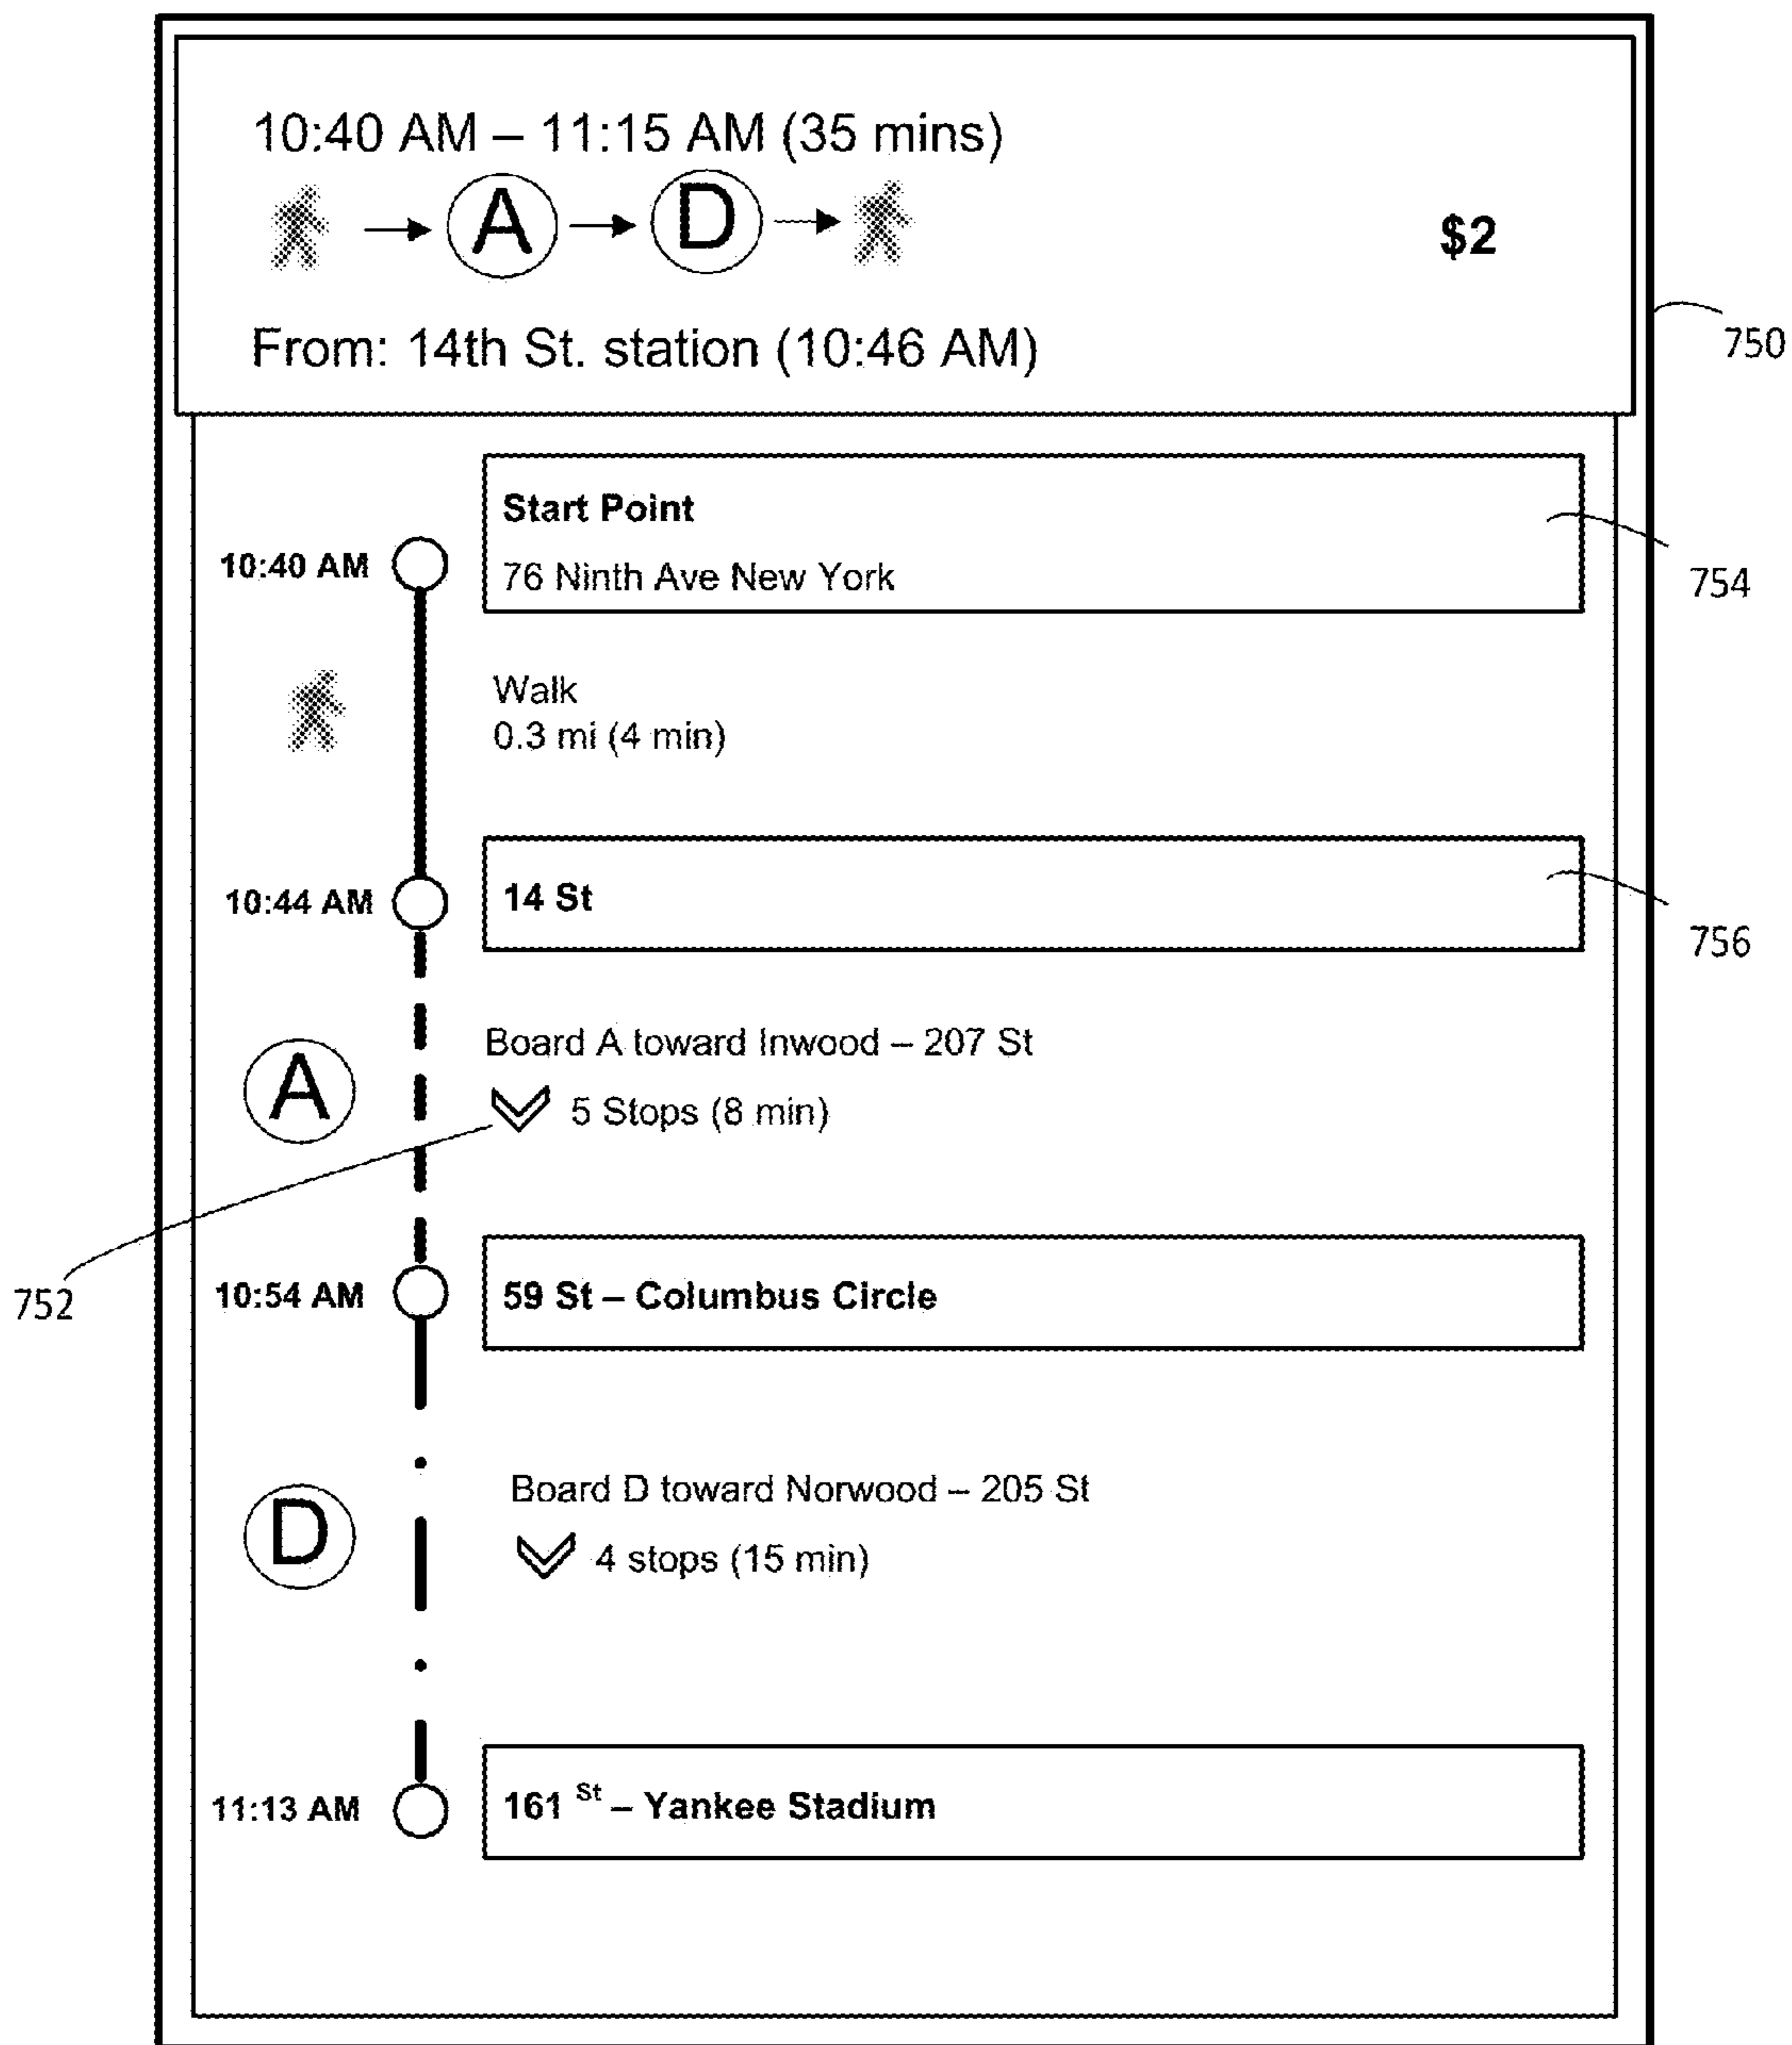 10:40 AM – 11:15 AM (35 mins)
A D
$2
From: 14th St. station (10:46 AM)
750
Start Point
10:40 AM
76 Ninth Ave New York
754
Walk
0.3 mi (4 min)
10:44 AM
14 St
756
Board A toward Inwood – 207 St
A
5 Stops (8 min)
752
10:54 AM
59 St – Columbus Circle
Board D toward Norwood – 205 St
D
4 stops (15 min)
11:13 AM
161 St – Yankee Stadium